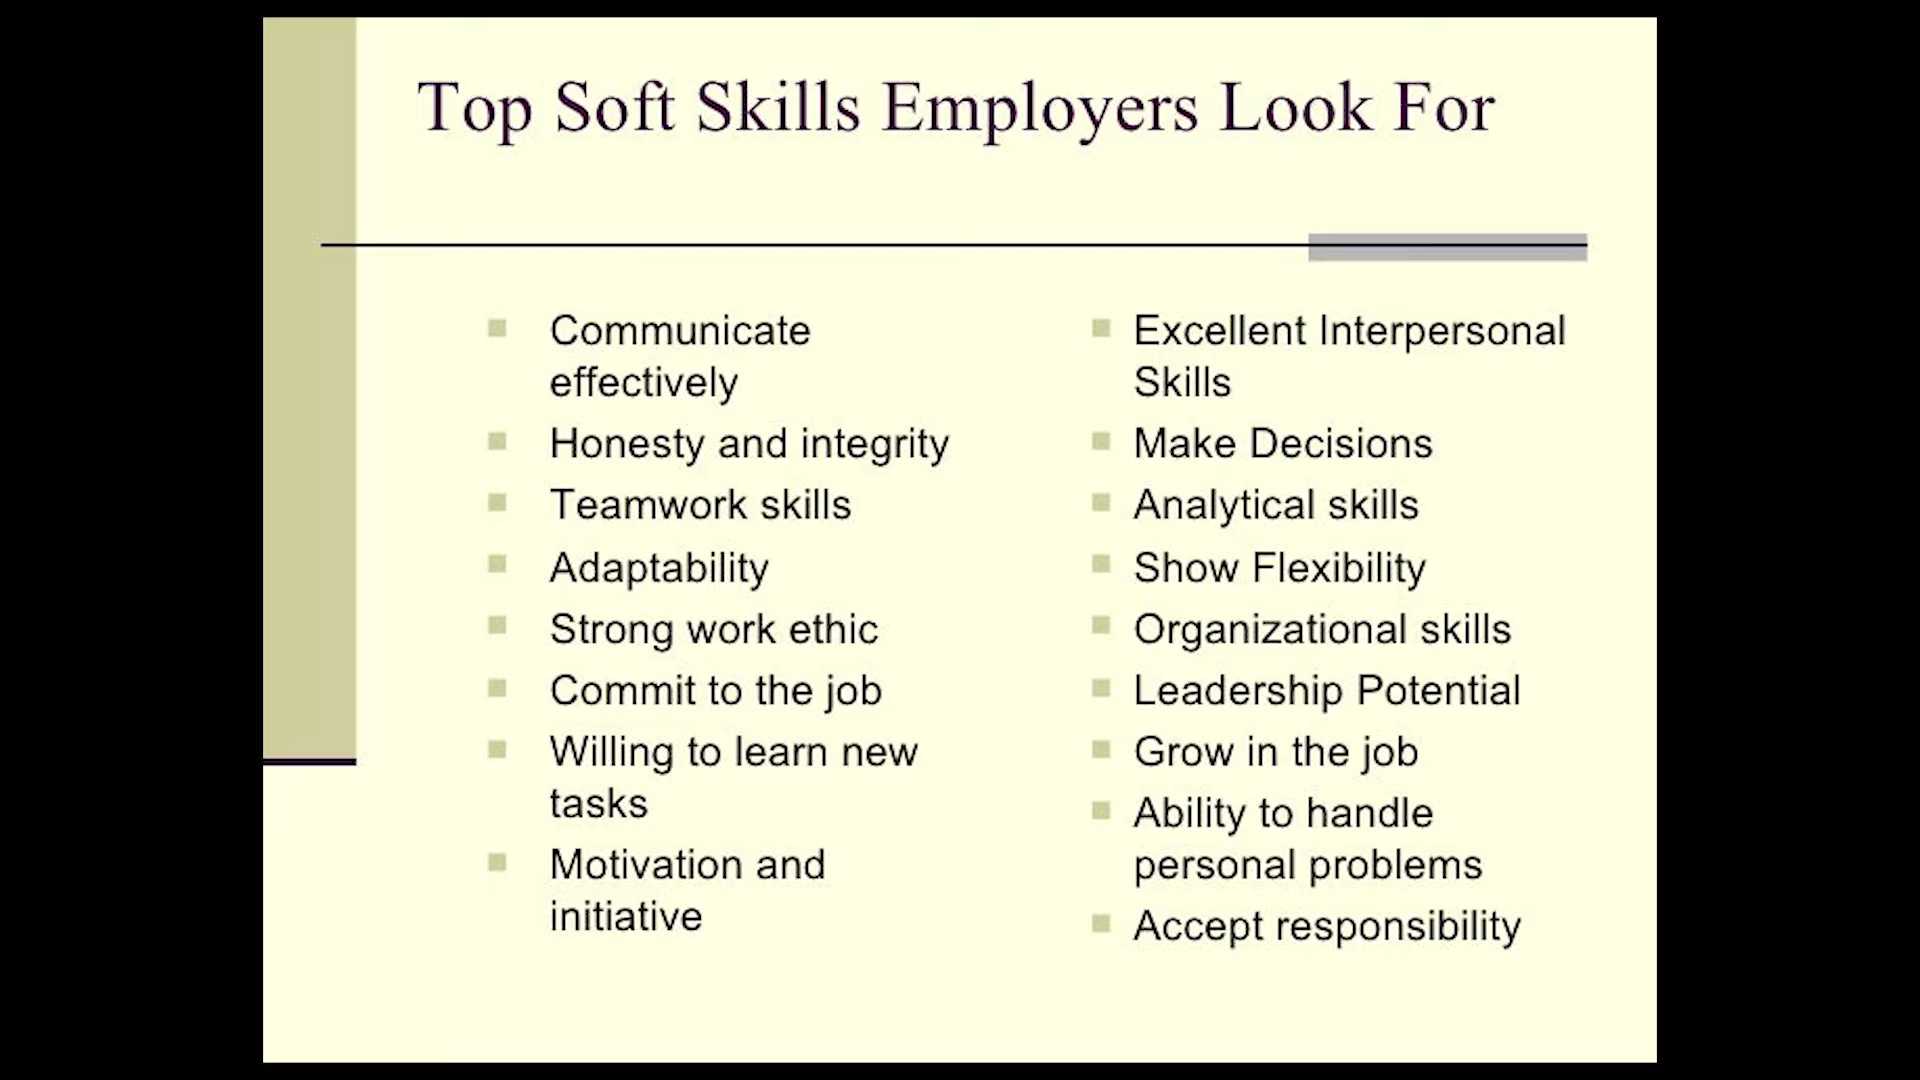 Top Soft Skills Employers Look For
Communicate
effectively
Honesty and integrity
Teamwork skills
Adaptability
Strong work ethic
Commit to the job
Willing to learn new
tasks
Motivation and
initiative
Excellent Interpersonal
Skills
Make Decisions
Analytical skills
Show Flexibility
Organizational skills
Leadership Potential
Grow in the job
Ability to handle
personal problems
Accept responsibility